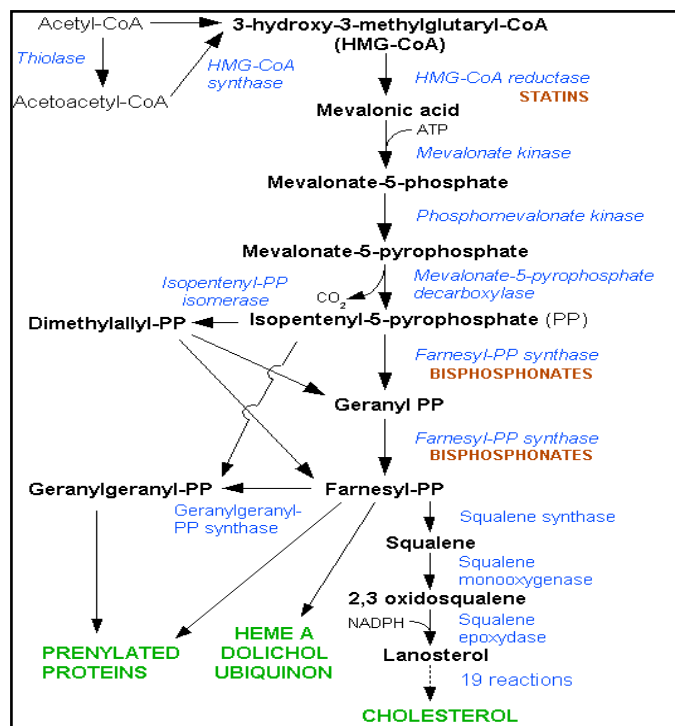 Acetyl-CoA
3-hydroxy-3-methylglutaryl-CoA
(HMG-CoA)
Thiolase
HMG-CoA
synthase
HMG-CoA reductase
STATINS
Acetoacetyl-CoA
Mevalonic acid
ATP
Mevalonate kinase
Mevalonate-5-phosphate
Phosphomevalonate kinase
Mevalonate-5-pyrophosphate
Isopentenyl-PP
isomerase
CO2
Mevalonate-5-pyrophosphate
decarboxylase
Dimethylallyl-PP
Isopentenyl-5-pyrophosphate (PP)
Farnesyl-PP synthase
BISPHOSPHONATES
Geranyl PP
Farnesyl-PP synthase
BISPHOSPHONATES
Geranylgeranyl-PP
Farnesyl-PP
Geranylgeranyl-
PP synthase
Squalene synthase
Squalene
Squalene
monooxygenase
2,3 oxidosqualene
NADPH
Squalene
epoxydase
Lanosterol
19 reactions
PRENYLATED
PROTEINS
HEME A
DOLICHOL
UBIQUINON
CHOLESTEROL